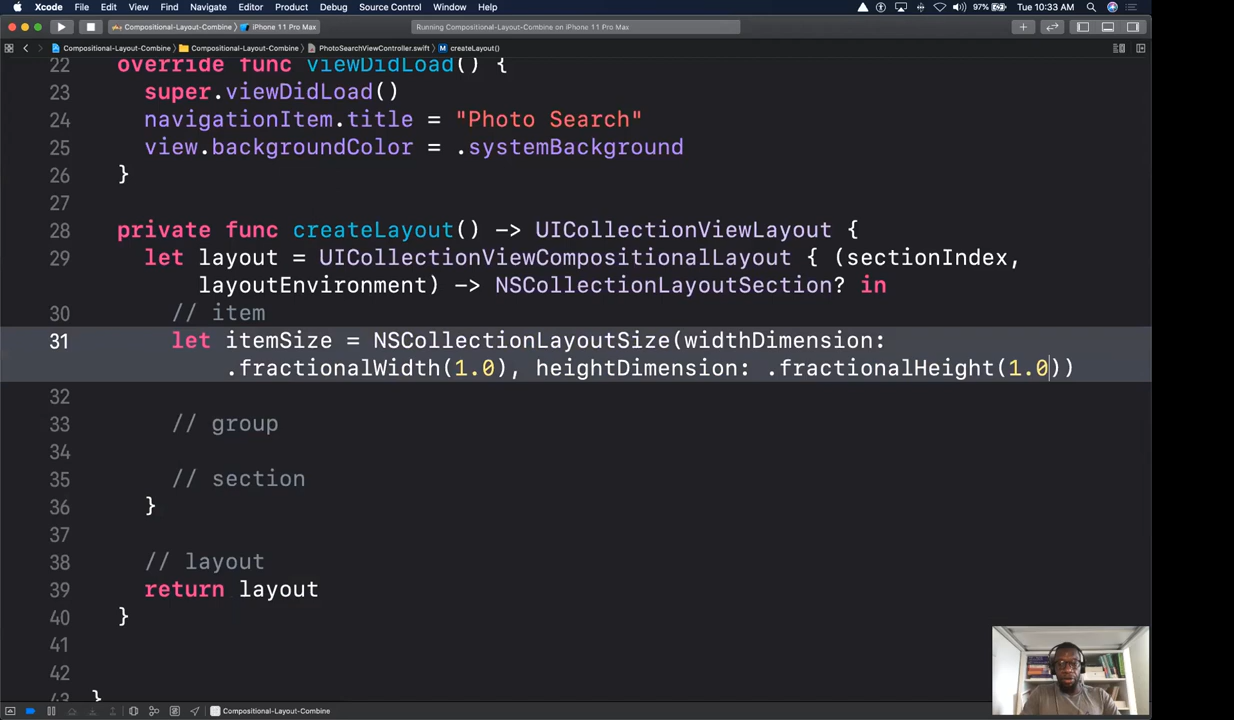 Xcode File Edit View Find Navigate Editor Product Debug Source Control Window Help 97% Tue 10:33 AM
Compositional-Layout-Combine iPhone 11 Pro Max Running Compositional-Layout-Combine on iPhone 11 Pro Max
Compositional-Layout-Combine Compositional-Layout-Combine PhotoSearchViewController.swift M createLayout()
22 override func viewDidLoad() {
23 super.viewDidLoad()
24 navigationItem.title = "Photo Search"
25 view.backgroundColor = .systemBackground
26 }
27
28 private func createLayout() -> UICollectionViewLayout {
29 let layout = UICollectionViewCompositionalLayout { (sectionIndex,
layoutEnvironment) -> NSCollectionLayoutSection? in
30 // item
31 let itemSize = NSCollectionLayoutSize(widthDimension:
.fractionalWidth(1.0), heightDimension: .fractionalHeight(1.0))
32
33 // group
34
35 // section
36 }
37
38 // layout
39 return layout
40 }
41
42
43 }
Compositional-Layout-Combine